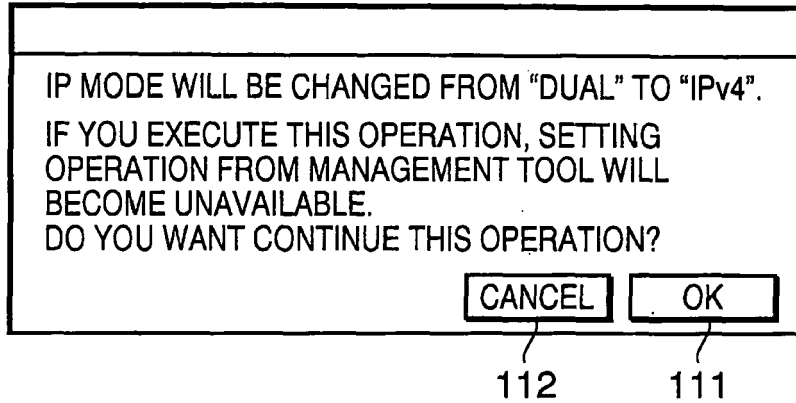 IP MODE WILL BE CHANGED FROM “DUAL” TO “IPv4”.
IF YOU EXECUTE THIS OPERATION, SETTING
OPERATION FROM MANAGEMENT TOOL WILL
BECOME UNAVAILABLE.
DO YOU WANT CONTINUE THIS OPERATION?
CANCEL OK
112 111